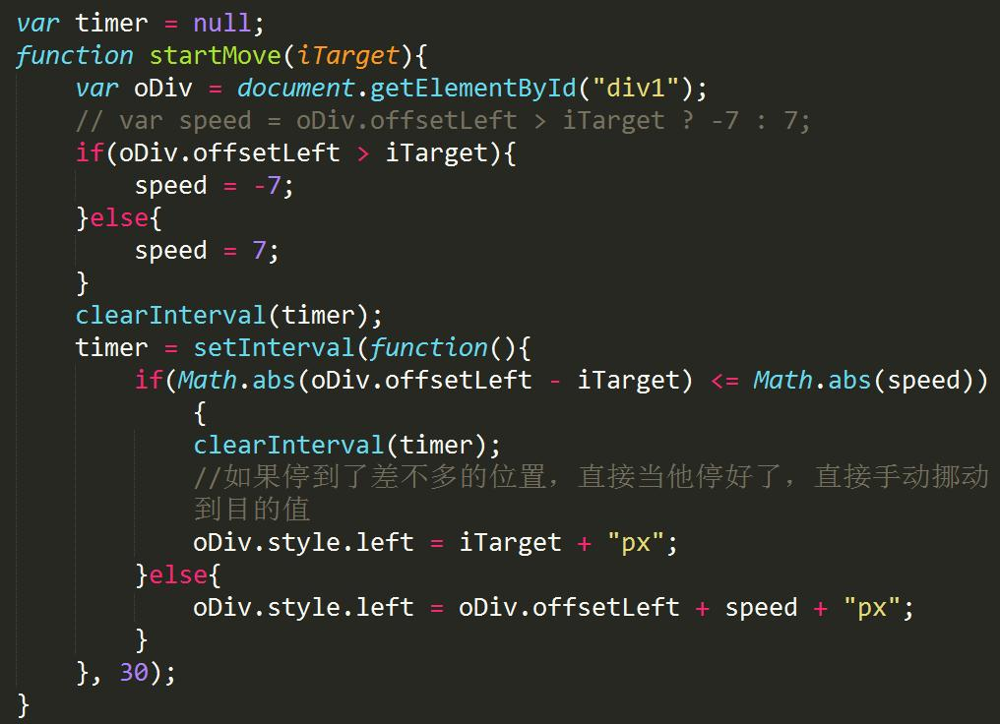 var timer = null;
function startMove(iTarget){
    var oDiv = document.getElementById("div1");
    // var speed = oDiv.offsetLeft > iTarget ? -7 : 7;
    if(oDiv.offsetLeft > iTarget){
        speed = -7;
    }else{
        speed = 7;
    }
    clearInterval(timer);
    timer = setInterval(function(){
        if(Math.abs(oDiv.offsetLeft - iTarget) <= Math.abs(speed))
            {
            clearInterval(timer);
            //如果停到了差不多的位置，直接当他停好了，直接手动挪动
            到目的值
            oDiv.style.left = iTarget + "px";
        }else{
            oDiv.style.left = oDiv.offsetLeft + speed + "px";
        }
    }, 30);
}